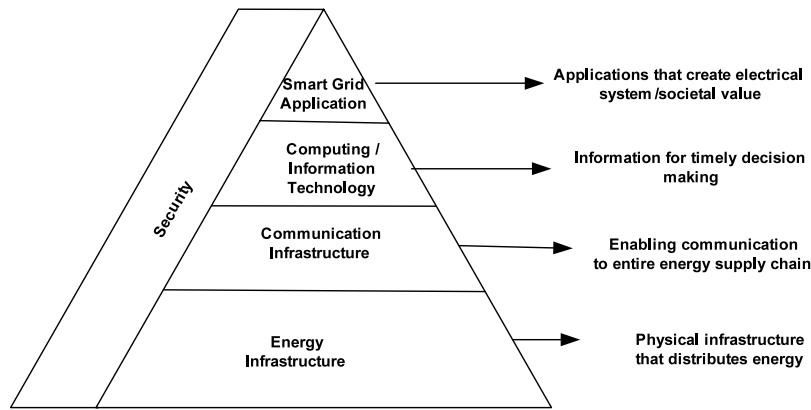 Smart Grid
Application
Applications that create electrical
system/societal value
Computing /
Information
Technology
Information for timely decision
making
Security
Communication
Infrastructure
Enabling communication
to entire energy supply chain
Energy
Infrastructure
Physical infrastructure
that distributes energy